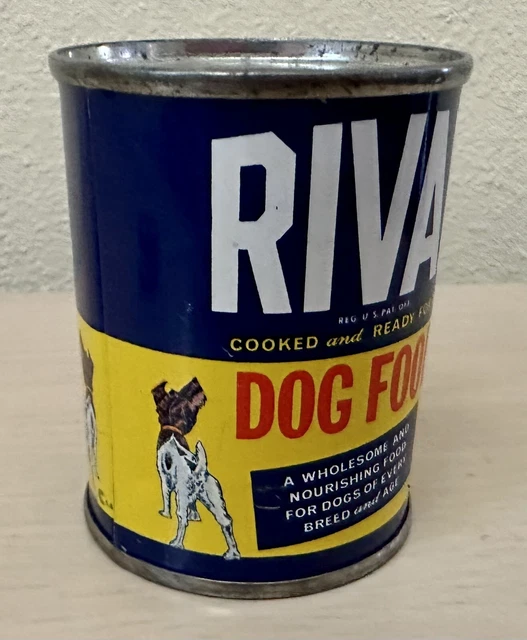 RIVA
REG. U.S. PAT. OFF.
COOKED and READY FO
DOG FOO
A WHOLESOME AND
NOURISHING FOOD
FOR DOGS OF EVERY
BREED and AGE